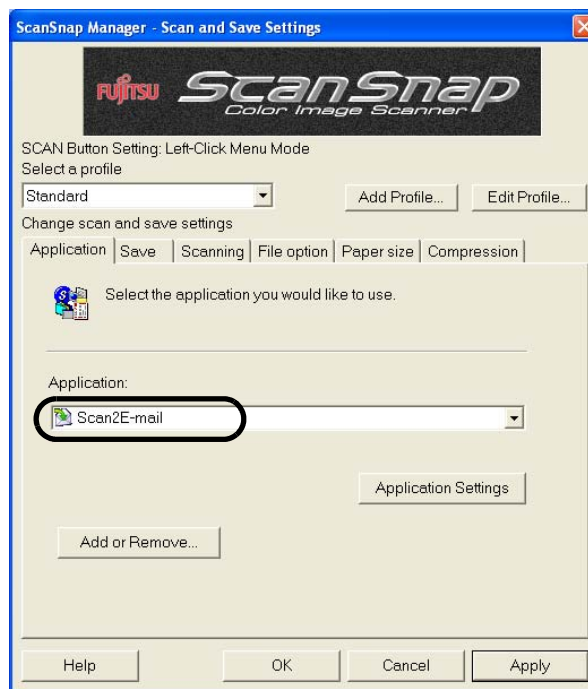 ScanSnap Manager - Scan and Save Settings
FUJITSU ScanSnap
Color Image Scanner
SCAN Button Setting: Left-Click Menu Mode
Select a profile
Standard Add Profile... Edit Profile...
Change scan and save settings
Application Save Scanning File option Paper size Compression
Select the application you would like to use.
Application:
Scan2E-mail
Application Settings
Add or Remove...
Help OK Cancel Apply